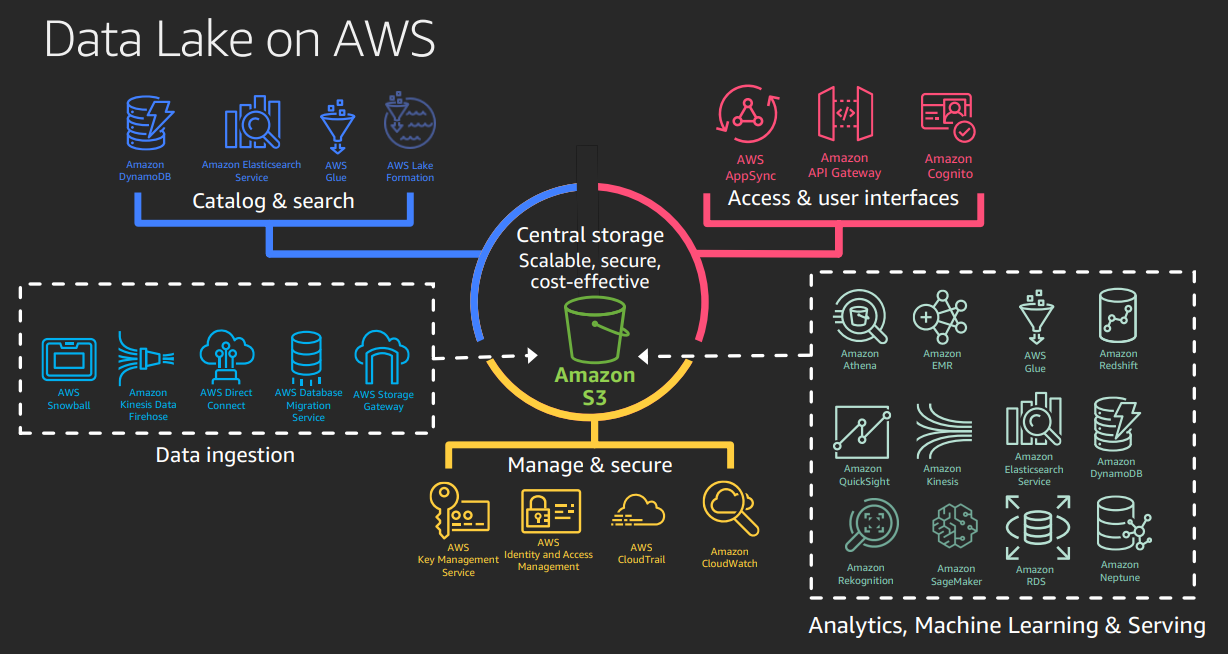 Data Lake on AWS
Amazon
DynamoDB
Amazon Elasticsearch
Service
AWS
Glue
AWS Lake
Formation
Catalog & search
AWS
AppSync
Amazon
API Gateway
Amazon
Cognito
Access & user interfaces
Central storage
Scalable, secure,
cost-effective
Amazon
S3
AWS
Snowball
Amazon
Kinesis Data
Firehose
AWS Direct
Connect
AWS Database
Migration
Service
AWS Storage
Gateway
Data ingestion
Manage & secure
AWS
Key Management
Service
AWS
Identity and Access
Management
AWS
CloudTrail
Amazon
CloudWatch
Amazon
Athena
Amazon
EMR
AWS
Glue
Amazon
Redshift
Amazon
QuickSight
Amazon
Kinesis
Amazon
Elasticsearch
Service
Amazon
DynamoDB
Amazon
Rekognition
Amazon
SageMaker
Amazon
RDS
Amazon
Neptune
Analytics, Machine Learning & Serving